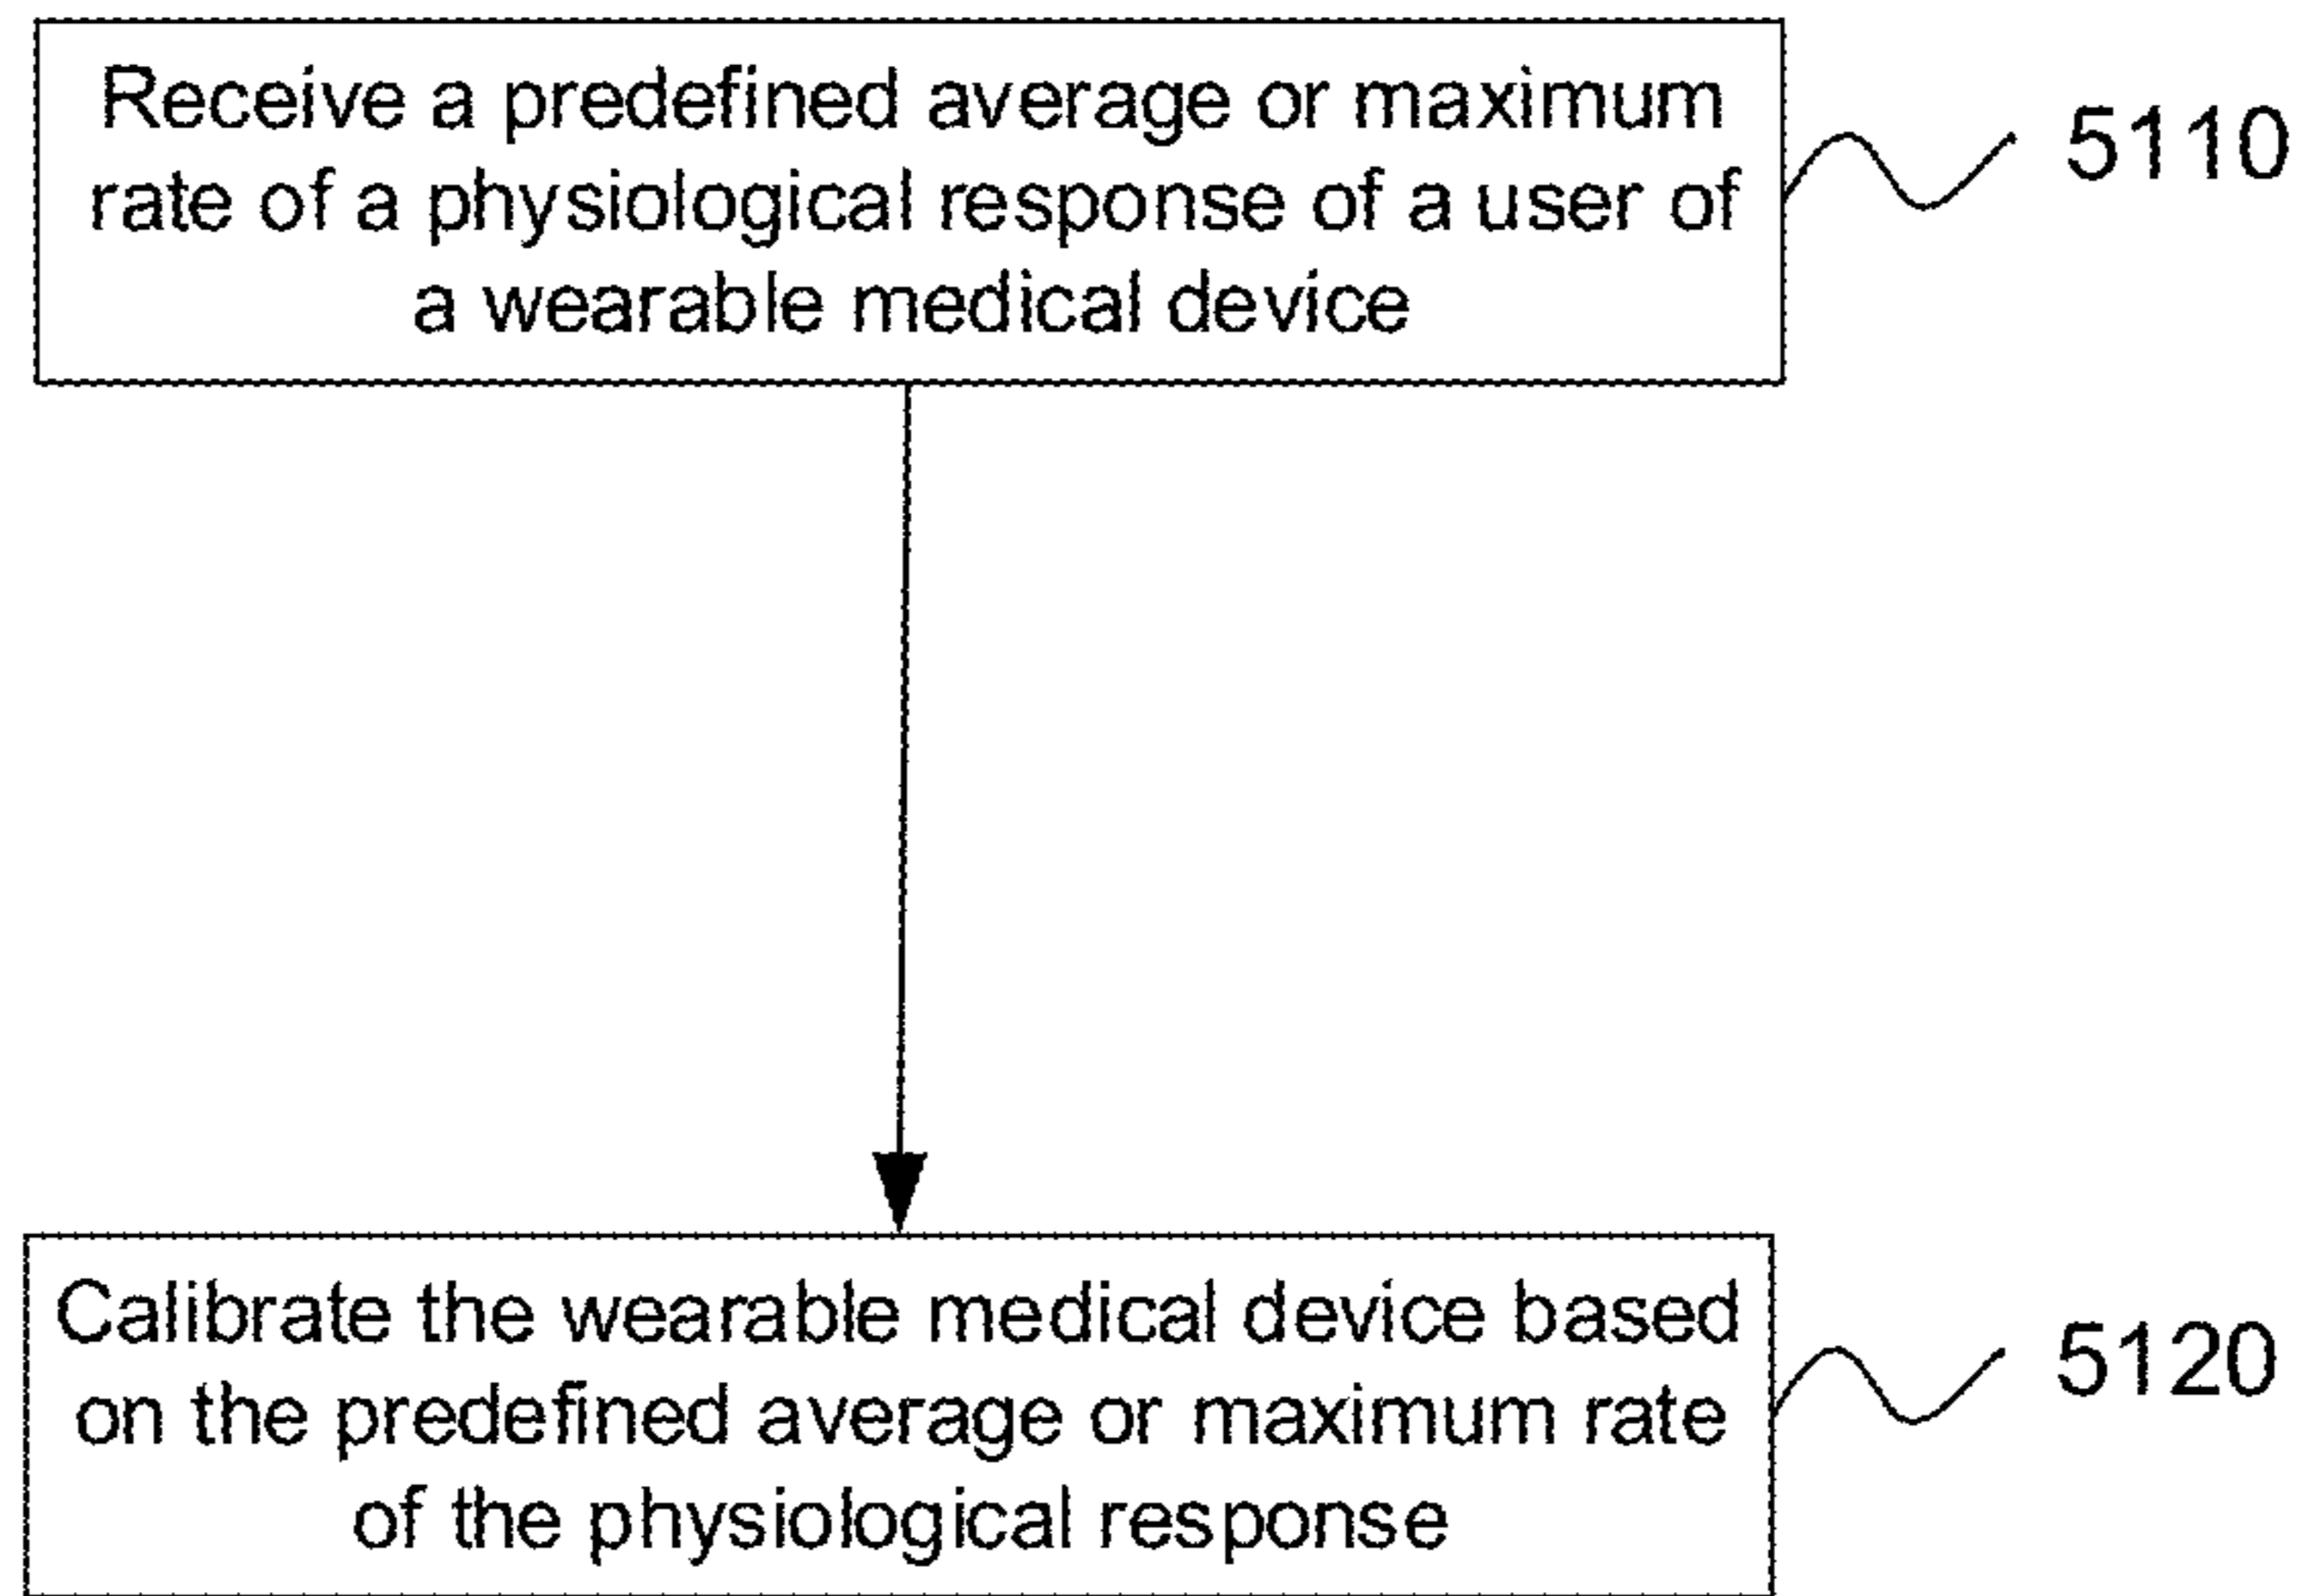 Receive a predefined average or maximum
rate of a physiological response of a user of
a wearable medical device
5110
Calibrate the wearable medical device based
on the predefined average or maximum rate
of the physiological response
5120